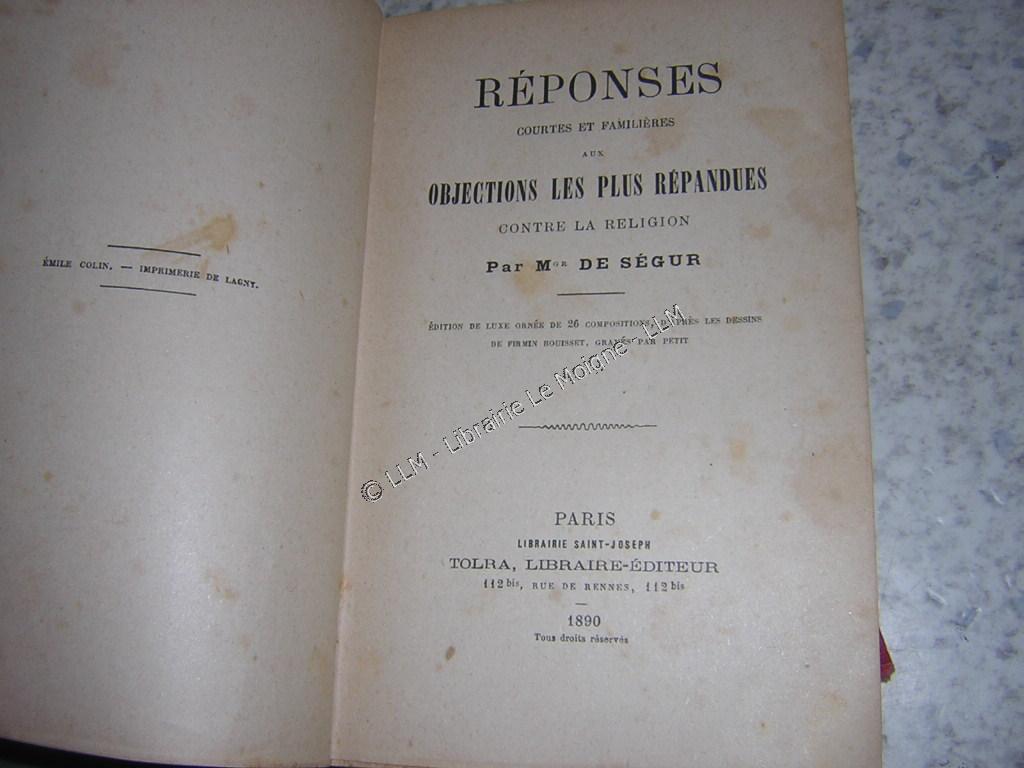 ÉMILE COLIN. — IMPRIMERIE DE LAGNY.
RÉPONSES
COURTES ET FAMILIÈRES
AUX
OBJECTIONS LES PLUS RÉPANDUES
CONTRE LA RELIGION
Par Mgr DE SÉGUR
ÉDITION DE LUXE ORNÉE DE 26 COMPOSITIONS, D'APRÈS LES DESSINS
DE FIRMIN BOUISSET, GRAVÉS PAR PETIT
© LLM - Librairie Le Moigne - LLM
PARIS
LIBRAIRIE SAINT-JOSEPH
TOLRA, LIBRAIRE-ÉDITEUR
112 bis, RUE DE RENNES, 112 bis
1890
Tous droits réservés